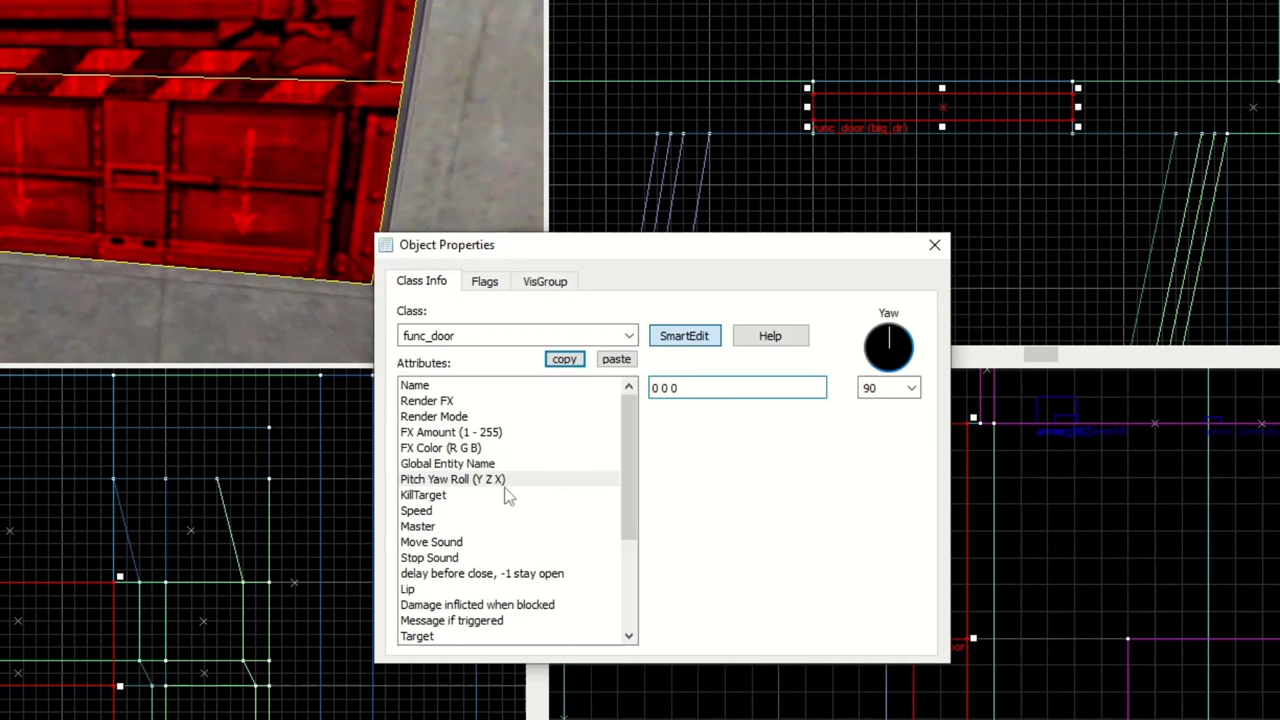 func_door (big_dr)
Object Properties
Class Info
Flags
VisGroup
Class:
Yaw
func_door
SmartEdit
Help
Attributes:
copy
paste
Name
0 0 0
90
Render FX
Render Mode
FX Amount (1 - 255)
FX Color (R G B)
Global Entity Name
Pitch Yaw Roll (Y Z X)
KillTarget
Speed
Master
Move Sound
Stop Sound
delay before close, -1 stay open
Lip
Damage inflicted when blocked
Message if triggered
Target